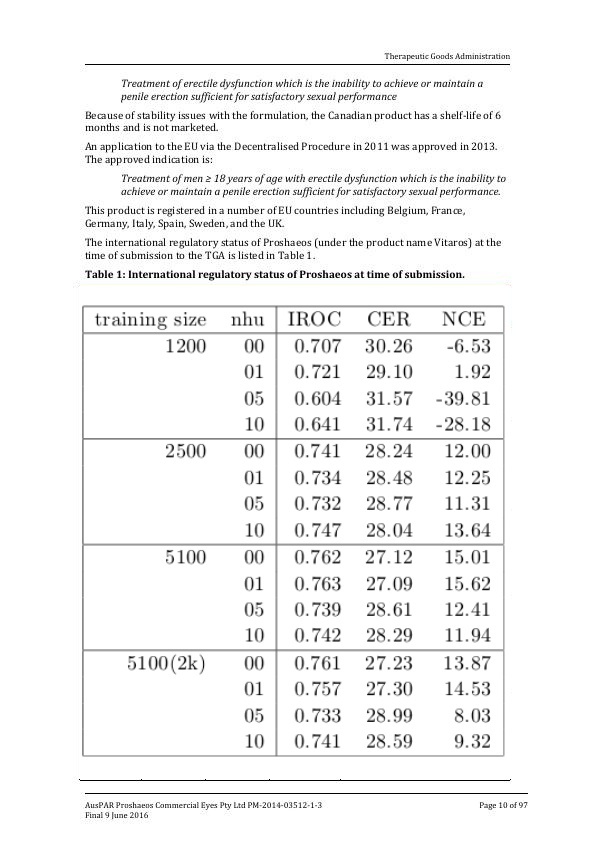 Therapeutic Goods Administration
Treatment of erectile dysfunction which is the inability to achieve or maintain a
penile erection sufficient for satisfactory sexual performance
Because of stability issues with the formulation, the Canadian product has a shelf-life of 6
months and is not marketed.
An application to the EU via the Decentralised Procedure in 2011 was approved in 2013.
The approved indication is:
Treatment of men ≥ 18 years of age with erectile dysfunction which is the inability to
achieve or maintain a penile erection sufficient for satisfactory sexual performance.
This product is registered in a number of EU countries including Belgium, France,
Germany, Italy, Spain, Sweden, and the UK.
The international regulatory status of Proshaeos (under the product name Vitaros) at the
time of submission to the TGA is listed in Table 1.
Table 1: International regulatory status of Proshaeos at time of submission.
training size nhu IROC CER NCE
1200 00 0.707 30.26 -6.53
01 0.721 29.10 1.92
05 0.604 31.57 -39.81
10 0.641 31.74 -28.18
2500 00 0.741 28.24 12.00
01 0.734 28.48 12.25
05 0.732 28.77 11.31
10 0.747 28.04 13.64
5100 00 0.762 27.12 15.01
01 0.763 27.09 15.62
05 0.739 28.61 12.41
10 0.742 28.29 11.94
5100(2k) 00 0.761 27.23 13.87
01 0.757 27.30 14.53
05 0.733 28.99 8.03
10 0.741 28.59 9.32
AusPAR Proshaeos Commercial Eyes Pty Ltd PM-2014-03512-1-3 Page 10 of 97
Final 9 June 2016